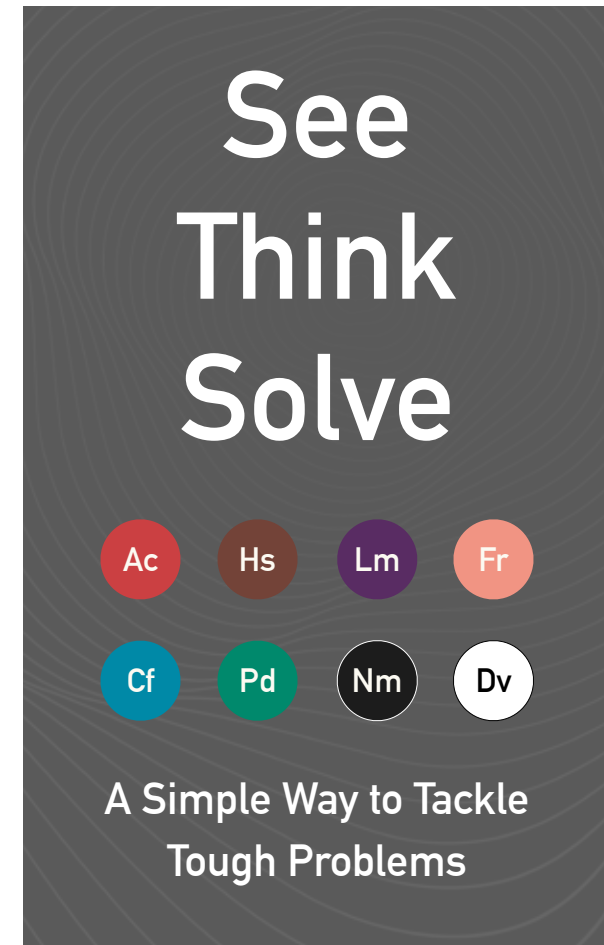 See
Think
Solve
Ac Hs Lm Fr
Cf Pd Nm Dv
A Simple Way to Tackle
Tough Problems